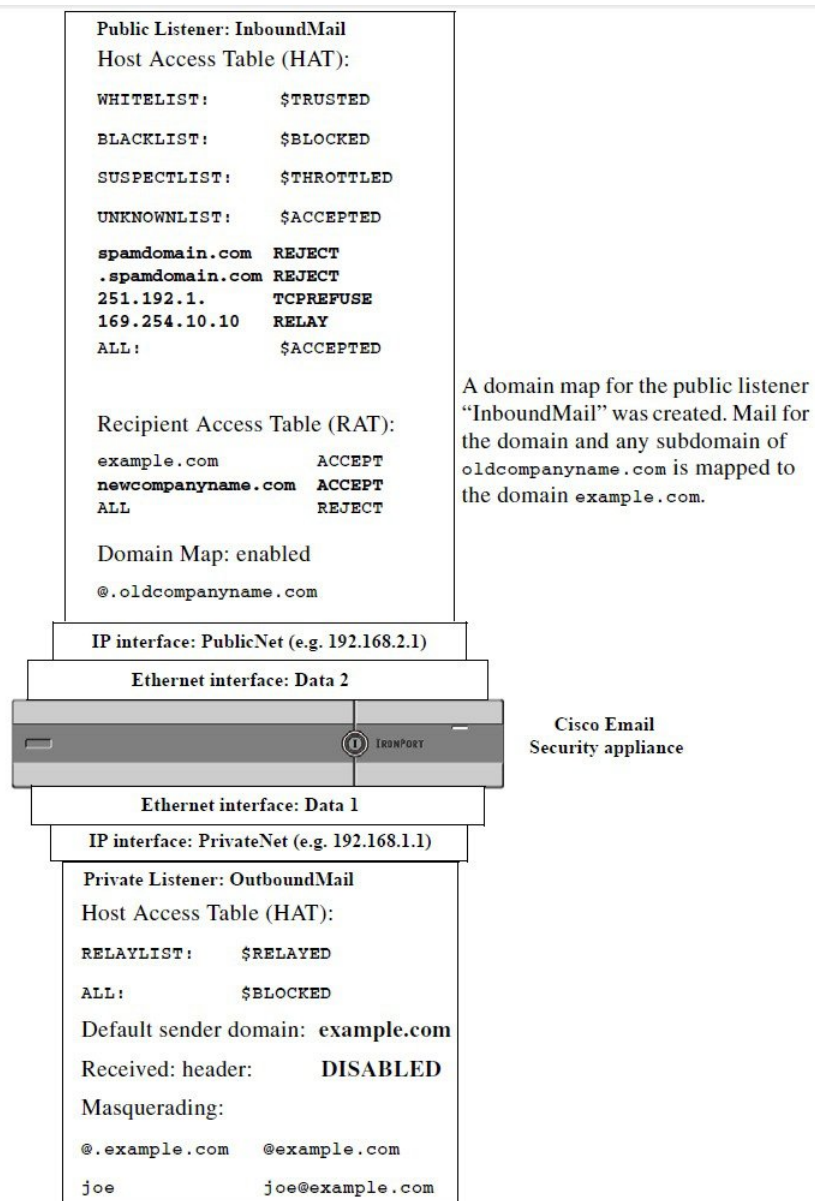 Public Listener: InboundMail
Host Access Table (HAT):
WHITELIST: $TRUSTED
BLACKLIST: $BLOCKED
SUSPECTLIST: $THROTTLED
UNKNOWNLIST: $ACCEPTED
spamdomain.com REJECT
.spamdomain.com REJECT
251.192.1. TCPREFUSE
169.254.10.10 RELAY
ALL: $ACCEPTED
Recipient Access Table (RAT):
example.com ACCEPT
newcompanyname.com ACCEPT
ALL REJECT
Domain Map: enabled
@.oldcompanyname.com
A domain map for the public listener
“InboundMail” was created. Mail for
the domain and any subdomain of
oldcompanyname.com is mapped to
the domain example.com.
IP interface: PublicNet (e.g. 192.168.2.1)
Ethernet interface: Data 2
IRONPORT
Cisco Email
Security appliance
Ethernet interface: Data 1
IP interface: PrivateNet (e.g. 192.168.1.1)
Private Listener: OutboundMail
Host Access Table (HAT):
RELAYLIST: $RELAYED
ALL: $BLOCKED
Default sender domain: example.com
Received: header: DISABLED
Masquerading:
@.example.com @example.com
joe joe@example.com